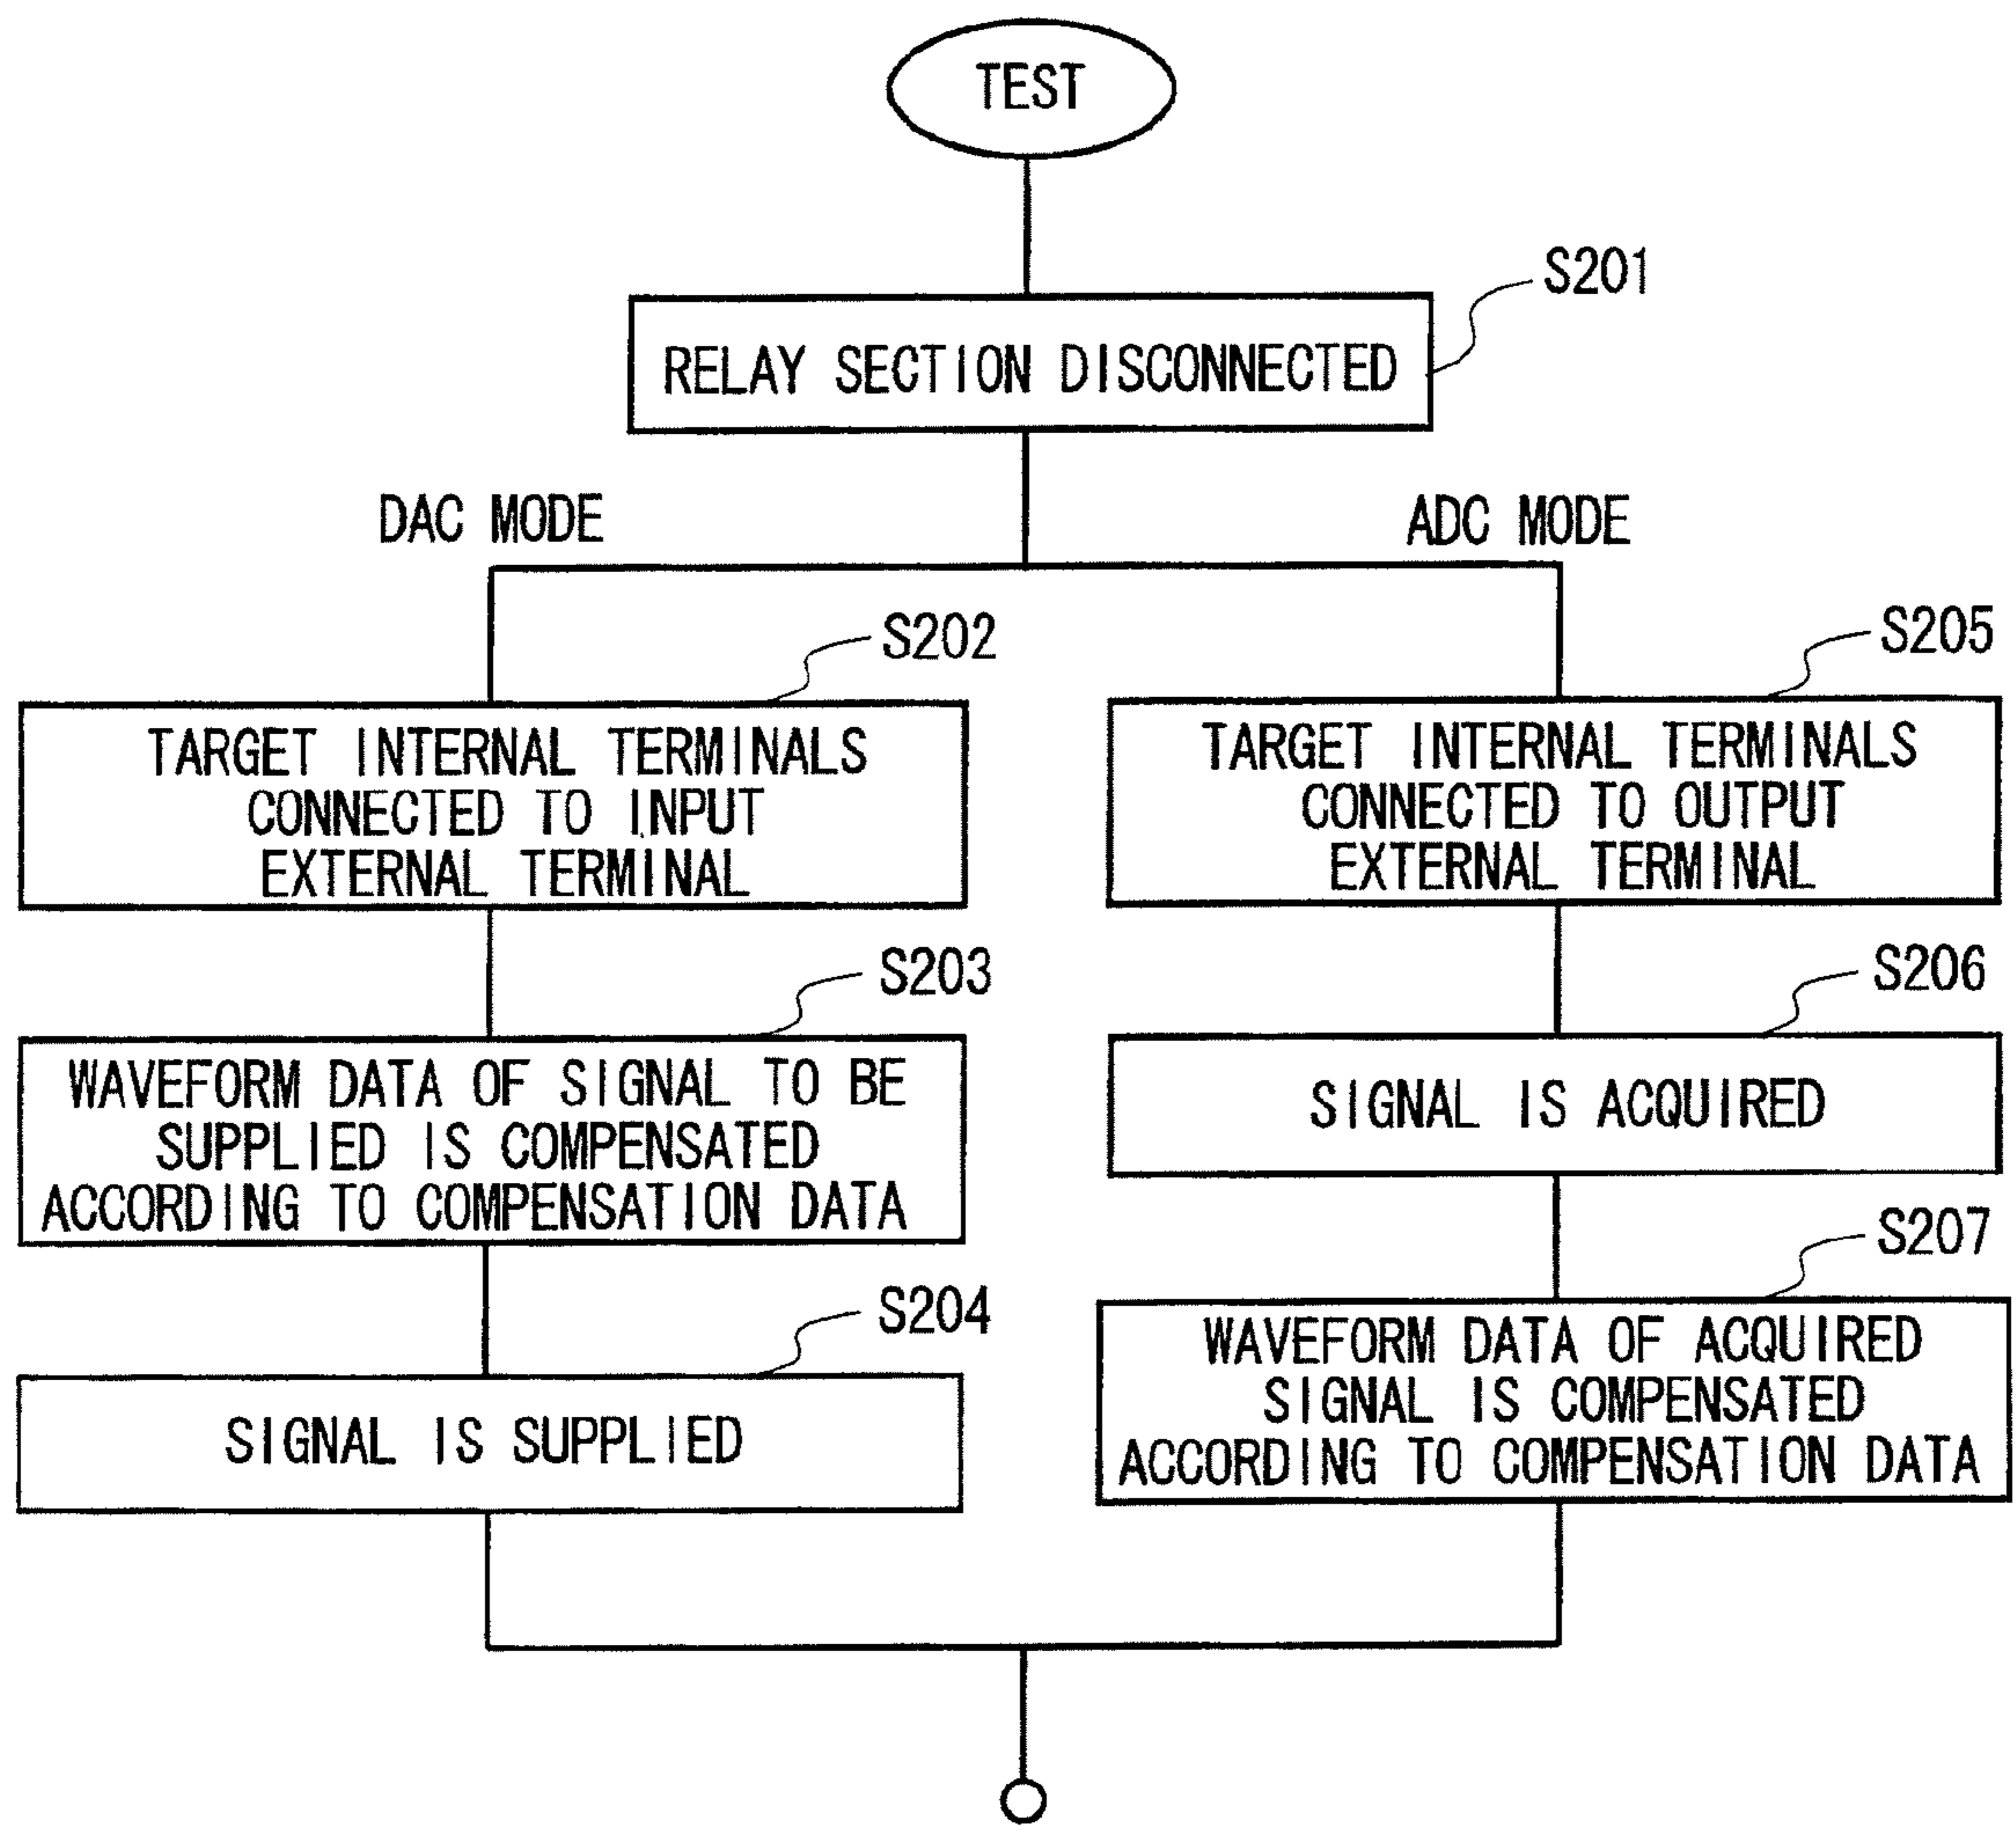 TEST
S201
RELAY SECTION DISCONNECTED
DAC MODE
ADC MODE
S202
TARGET INTERNAL TERMINALS
CONNECTED TO INPUT
EXTERNAL TERMINAL
S203
WAVEFORM DATA OF SIGNAL TO BE
SUPPLIED IS COMPENSATED
ACCORDING TO COMPENSATION DATA
S204
SIGNAL IS SUPPLIED
S205
TARGET INTERNAL TERMINALS
CONNECTED TO OUTPUT
EXTERNAL TERMINAL
S206
SIGNAL IS ACQUIRED
S207
WAVEFORM DATA OF ACQUIRED
SIGNAL IS COMPENSATED
ACCORDING TO COMPENSATION DATA